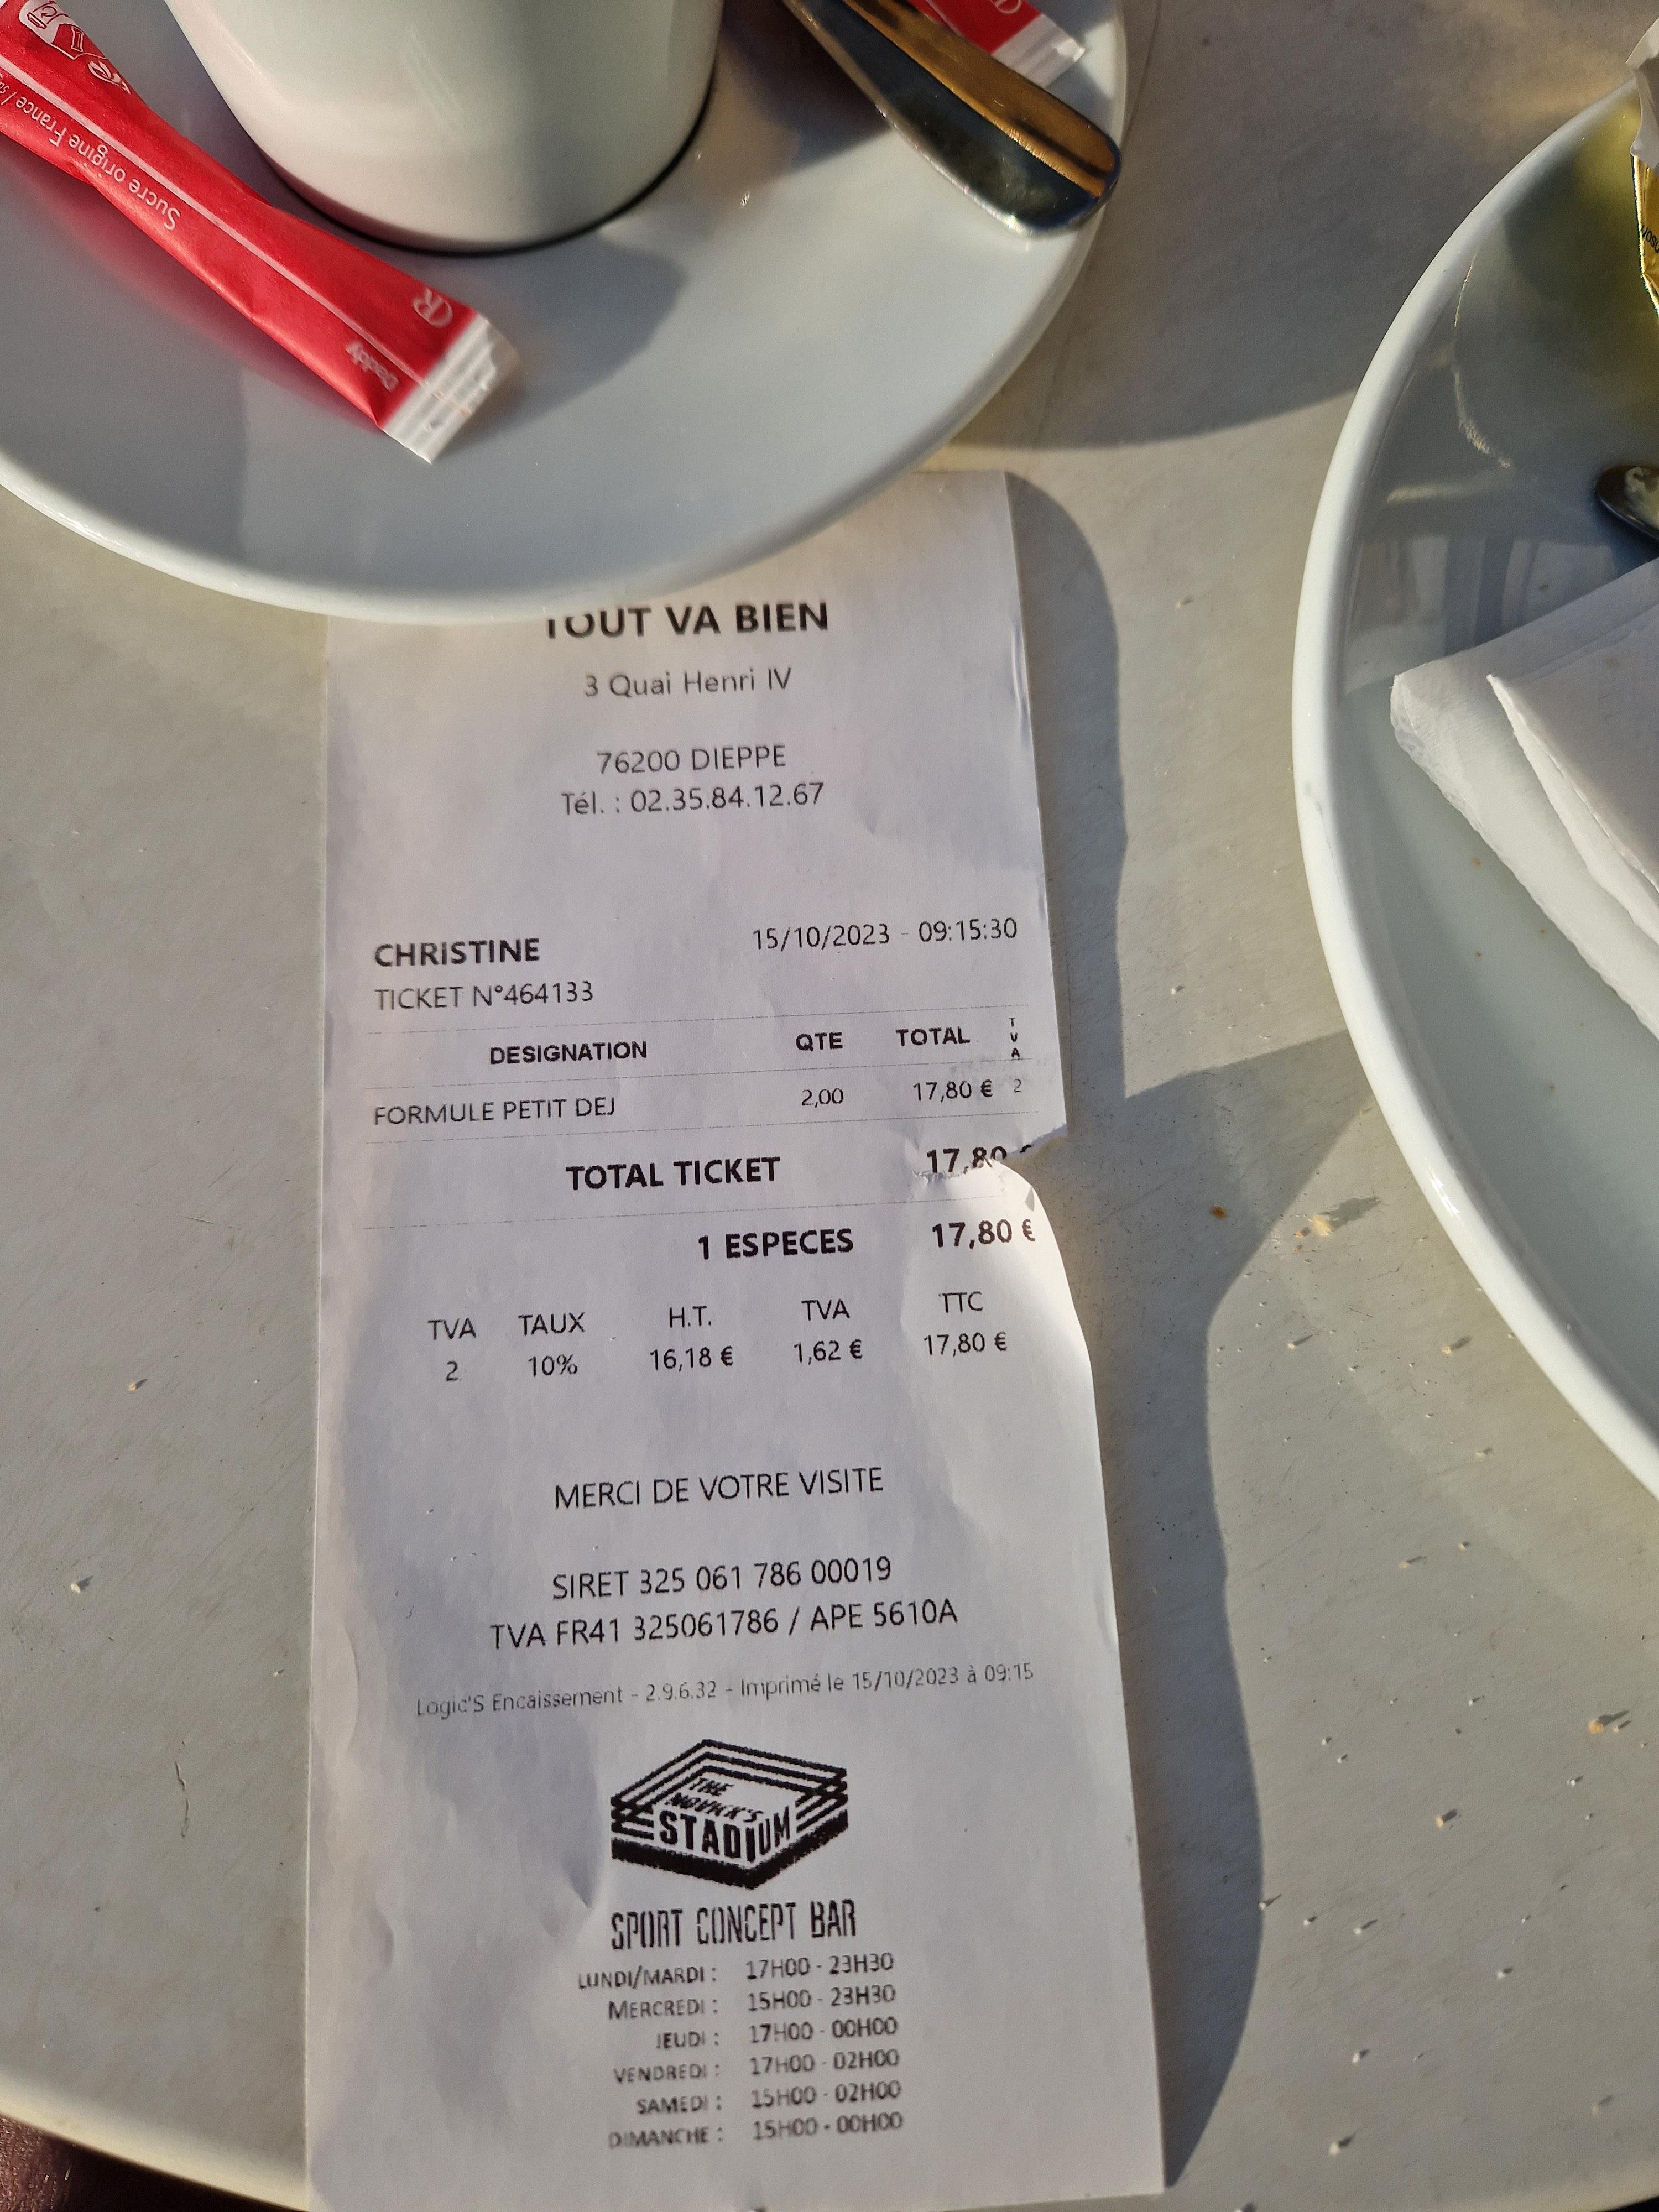 Sucre origine France /
Daddy
TOUT VA BIEN
3 Quai Henri IV
76200 DIEPPE
Tél. : 02.35.84.12.67
CHRISTINE 15/10/2023 - 09:15:30
TICKET N°464133
DESIGNATION QTE TOTAL TVA
FORMULE PETIT DEJ 2,00 17,80 € 2
TOTAL TICKET 17,80 €
1 ESPECES 17,80 €
TVA TAUX H.T. TVA TTC
2 10% 16,18 € 1,62 € 17,80 €
MERCI DE VOTRE VISITE
SIRET 325 061 786 00019
TVA FR41 325061786 / APE 5610A
Logic'S Encaissement - 2.9.6.32 - Imprimé le 15/10/2023 à 09:15
THE
NOVICK'S
STADIUM
SPORT CONCEPT BAR
LUNDI/MARDI : 17H00 - 23H30
MERCREDI : 15H00 - 23H30
JEUDI : 17H00 - 00H00
VENDREDI : 17H00 - 02H00
SAMEDI : 15H00 - 02H00
DIMANCHE : 15H00 - 00H00